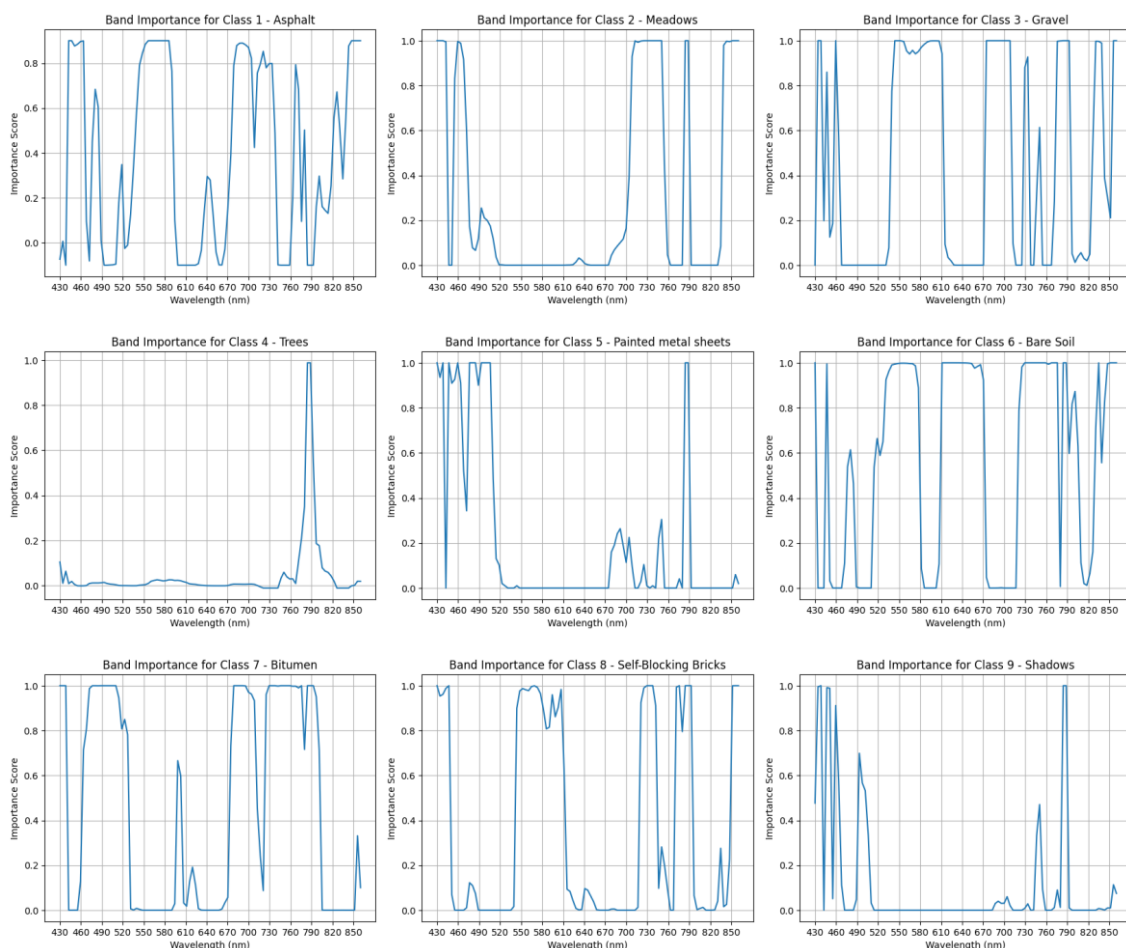 Band Importance for Class 1 - Asphalt
Importance Score
0.8
0.6
0.4
0.2
0.0
430 460 490 520 550 580 610 640 670 700 730 760 790 820 850
Wavelength (nm)
Band Importance for Class 2 - Meadows
Importance Score
1.0
0.8
0.6
0.4
0.2
0.0
430 460 490 520 550 580 610 640 670 700 730 760 790 820 850
Wavelength (nm)
Band Importance for Class 3 - Gravel
Importance Score
1.0
0.8
0.6
0.4
0.2
0.0
430 460 490 520 550 580 610 640 670 700 730 760 790 820 850
Wavelength (nm)
Band Importance for Class 4 - Trees
Importance Score
1.0
0.8
0.6
0.4
0.2
0.0
430 460 490 520 550 580 610 640 670 700 730 760 790 820 850
Wavelength (nm)
Band Importance for Class 5 - Painted metal sheets
Importance Score
1.0
0.8
0.6
0.4
0.2
0.0
430 460 490 520 550 580 610 640 670 700 730 760 790 820 850
Wavelength (nm)
Band Importance for Class 6 - Bare Soil
Importance Score
1.0
0.8
0.6
0.4
0.2
0.0
430 460 490 520 550 580 610 640 670 700 730 760 790 820 850
Wavelength (nm)
Band Importance for Class 7 - Bitumen
Importance Score
1.0
0.8
0.6
0.4
0.2
0.0
430 460 490 520 550 580 610 640 670 700 730 760 790 820 850
Wavelength (nm)
Band Importance for Class 8 - Self-Blocking Bricks
Importance Score
1.0
0.8
0.6
0.4
0.2
0.0
430 460 490 520 550 580 610 640 670 700 730 760 790 820 850
Wavelength (nm)
Band Importance for Class 9 - Shadows
Importance Score
1.0
0.8
0.6
0.4
0.2
0.0
430 460 490 520 550 580 610 640 670 700 730 760 790 820 850
Wavelength (nm)